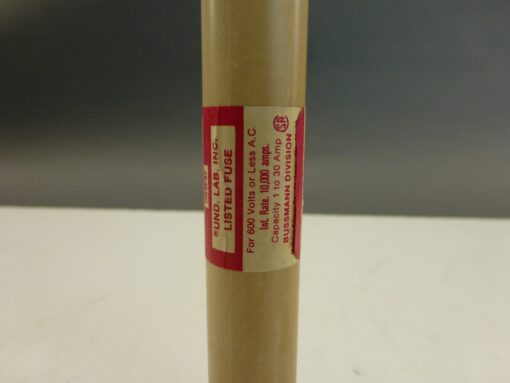 ®UND. LAB. INC.
LISTED FUSE
For 600 Volts or Less A.C.
Int. Rate. 10,000 amps.
Capacity 1 to 30 Amp
BUSSMANN DIVISION